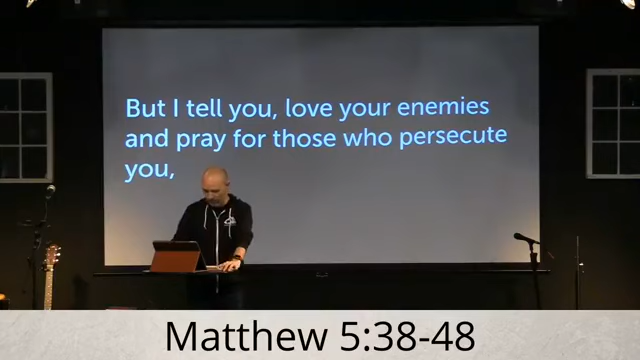 But I tell you, love your enemies
and pray for those who persecute
you,
Matthew 5:38-48